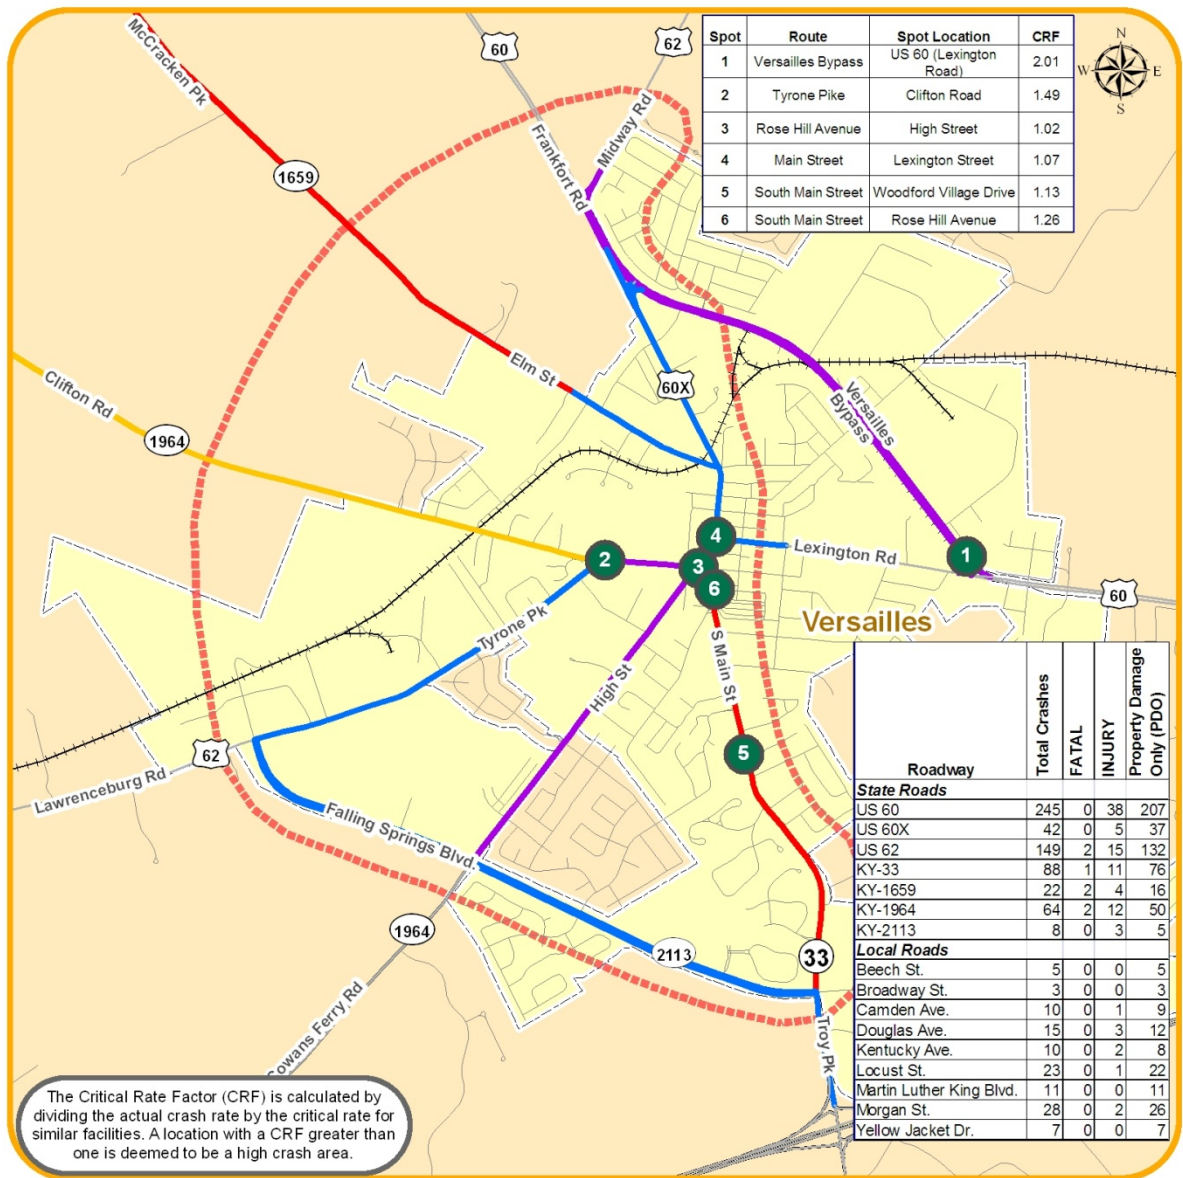 Spot Route Spot Location CRF
1 Versailles Bypass US 60 (Lexington Road) 2.01
2 Tyrone Pike Clifton Road 1.49
3 Rose Hill Avenue High Street 1.02
4 Main Street Lexington Street 1.07
5 South Main Street Woodford Village Drive 1.13
6 South Main Street Rose Hill Avenue 1.26
N
W E
S
McCracken Pk
60
62
Midway Rd
Frankfort Rd
1659
Elm St
60X
Clifton Rd
1964
Versailles
Bypass
4
Lexington Rd
1
2
3
6
60
Versailles
Tyrone Pk
S Main St
High St
5
62
Lawrenceburg Rd
Falling Springs Blvd.
1964
2113
33
Cowans Ferry Rd
Troy Pk
Roadway Total Crashes FATAL INJURY Property Damage Only (PDO)
State Roads
US 60 245 0 38 207
US 60X 42 0 5 37
US 62 149 2 15 132
KY-33 88 1 11 76
KY-1659 22 2 4 16
KY-1964 64 2 12 50
KY-2113 8 0 3 5
Local Roads
Beech St. 5 0 0 5
Broadway St. 3 0 0 3
Camden Ave. 10 0 1 9
Douglas Ave. 15 0 3 12
Kentucky Ave. 10 0 2 8
Locust St. 23 0 1 22
Martin Luther King Blvd. 11 0 0 11
Morgan St. 28 0 2 26
Yellow Jacket Dr. 7 0 0 7
The Critical Rate Factor (CRF) is calculated by
dividing the actual crash rate by the critical rate for
similar facilities. A location with a CRF greater than
one is deemed to be a high crash area.